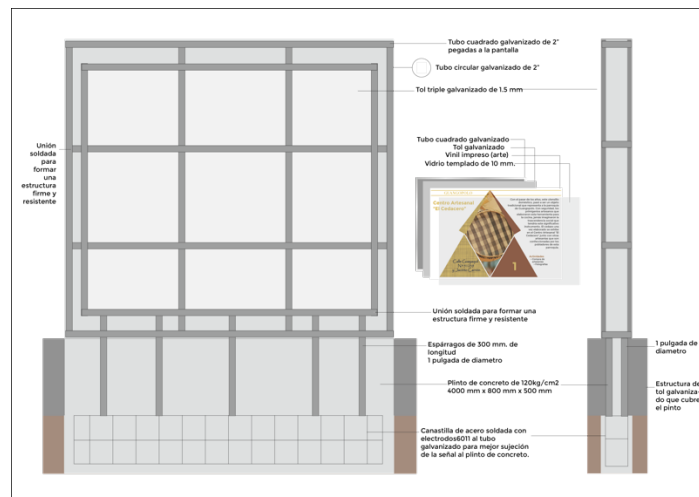 Tubo cuadrado galvanizado de 2"
pegadas a la pantalla
Tubo circular galvanizado de 2"
Tol triple galvanizado de 1.5 mm
Unión
soldada
para
formar
una
estructura
firme y
resistente
Tubo cuadrado galvanizado
Tol galvanizado
Vinil impreso (arte)
Vidrio templado de 10 mm.
Centro Artesanal
"El Cedacero"
1
Unión soldada para formar una
estructura firme y resistente
Espárragos de 300 mm. de
longitud
1 pulgada de diametro
1 pulgada de
diametro
Plinto de concreto de 120kg/cm2
4000 mm x 800 mm x 500 mm
Estructura de
tol galvaniza-
do que cubre
el pinto
Canastilla de acero soldada con
electrodos6011 al tubo
galvanizado para mejor sujeción
de la señal al plinto de concreto.